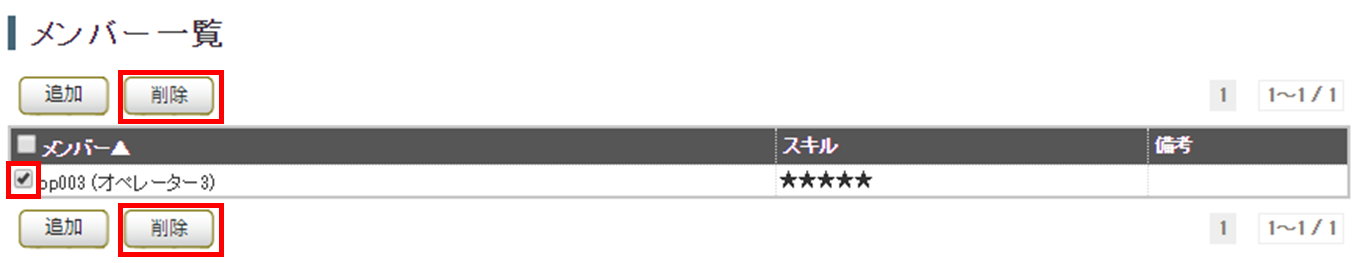 メンバー一覧
追加 削除 1 1～1 / 1
メンバー▲ スキル 備考
op003 (オペレーター3) ★★★★★
追加 削除 1 1～1 / 1